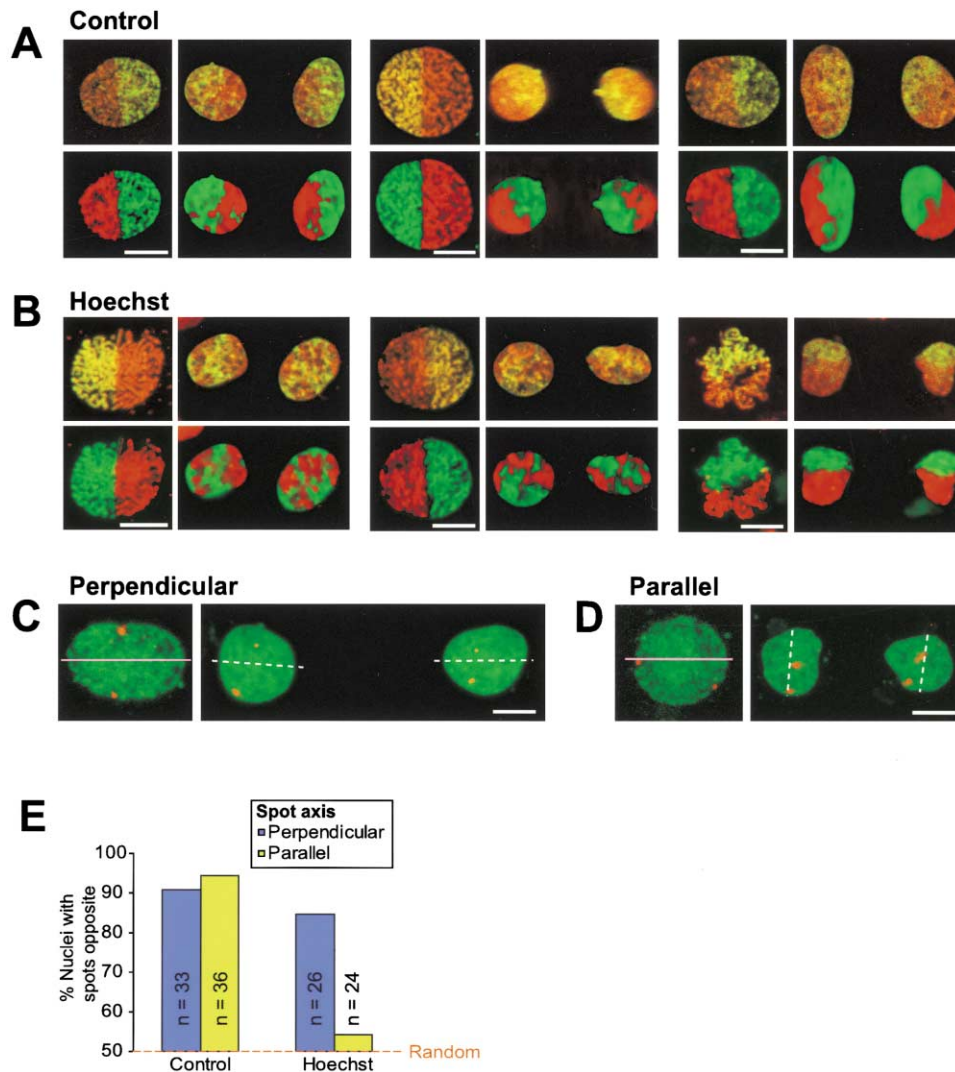 Control
A
Hoechst
B
Perpendicular
C
Parallel
D
E
Spot axis
Perpendicular
Parallel
% Nuclei with
spots opposite
100
90
80
70
60
50
n = 33
n = 36
n = 26
n = 24
Random
Control
Hoechst